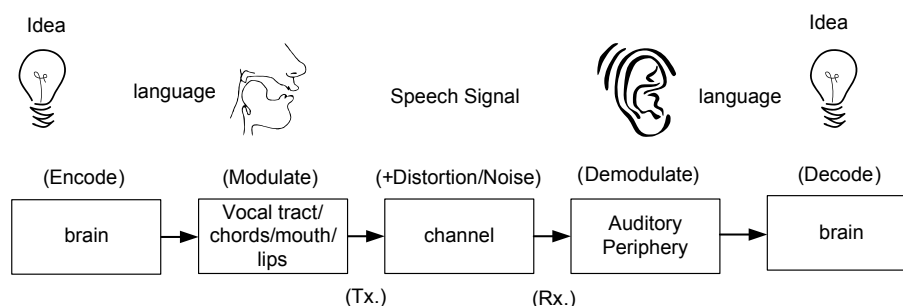 Idea
Idea
language
Speech Signal
language
(Encode)
(Modulate)
(+Distortion/Noise)
(Demodulate)
(Decode)
brain
Vocal tract/
chords/mouth/
lips
channel
Auditory
Periphery
brain
(Tx.)
(Rx.)